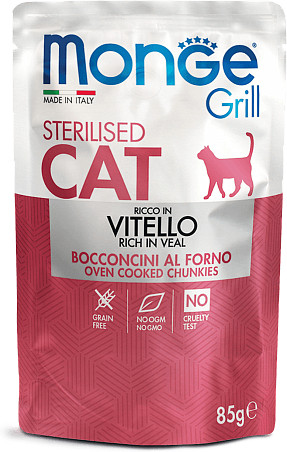 MONGE
MADE IN ITALY
Grill
STERILISED
CAT
RICCO IN
VITELLO
RICH IN VEAL
BOCCONCINI AL FORNO
OVEN COOKED CHUNKIES
GRAIN
FREE
NO OGM
NO GMO
NO
CRUELTY
TEST
85g℮